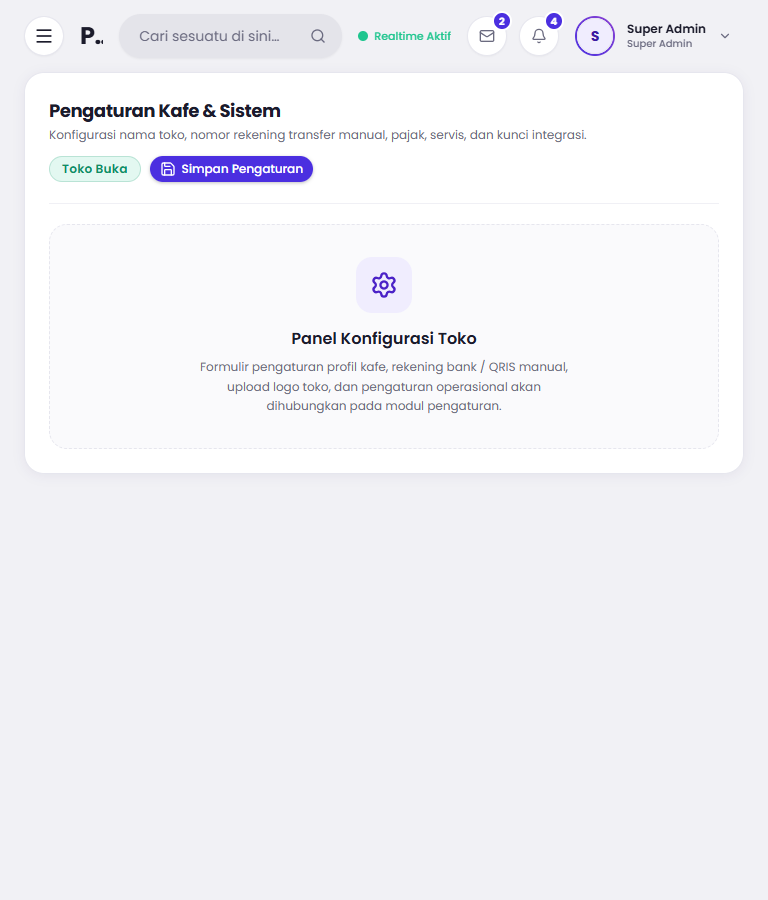 P..
Cari sesuatu di sini...
Realtime Aktif
2
4
S
Super Admin
Super Admin
Pengaturan Kafe & Sistem
Konfigurasi nama toko, nomor rekening transfer manual, pajak, servis, dan kunci integrasi.
Toko Buka
Simpan Pengaturan
Panel Konfigurasi Toko
Formulir pengaturan profil kafe, rekening bank / QRIS manual,
upload logo toko, dan pengaturan operasional akan
dihubungkan pada modul pengaturan.